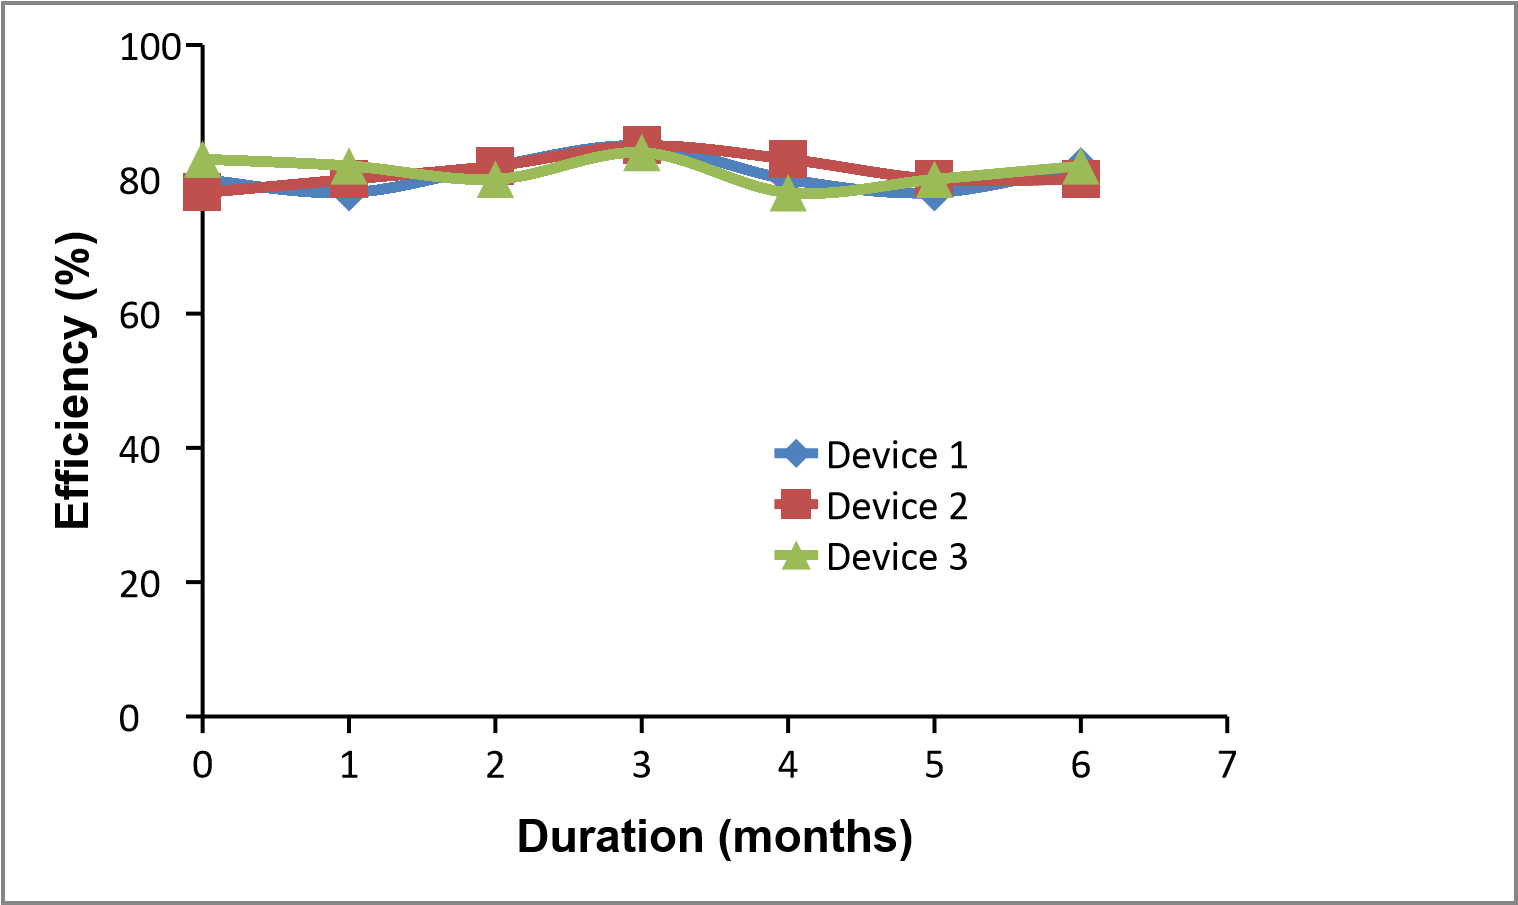 100
80
60
40
20
0
Efficiency (%)
Device 1
Device 2
Device 3
0 1 2 3 4 5 6 7
Duration (months)